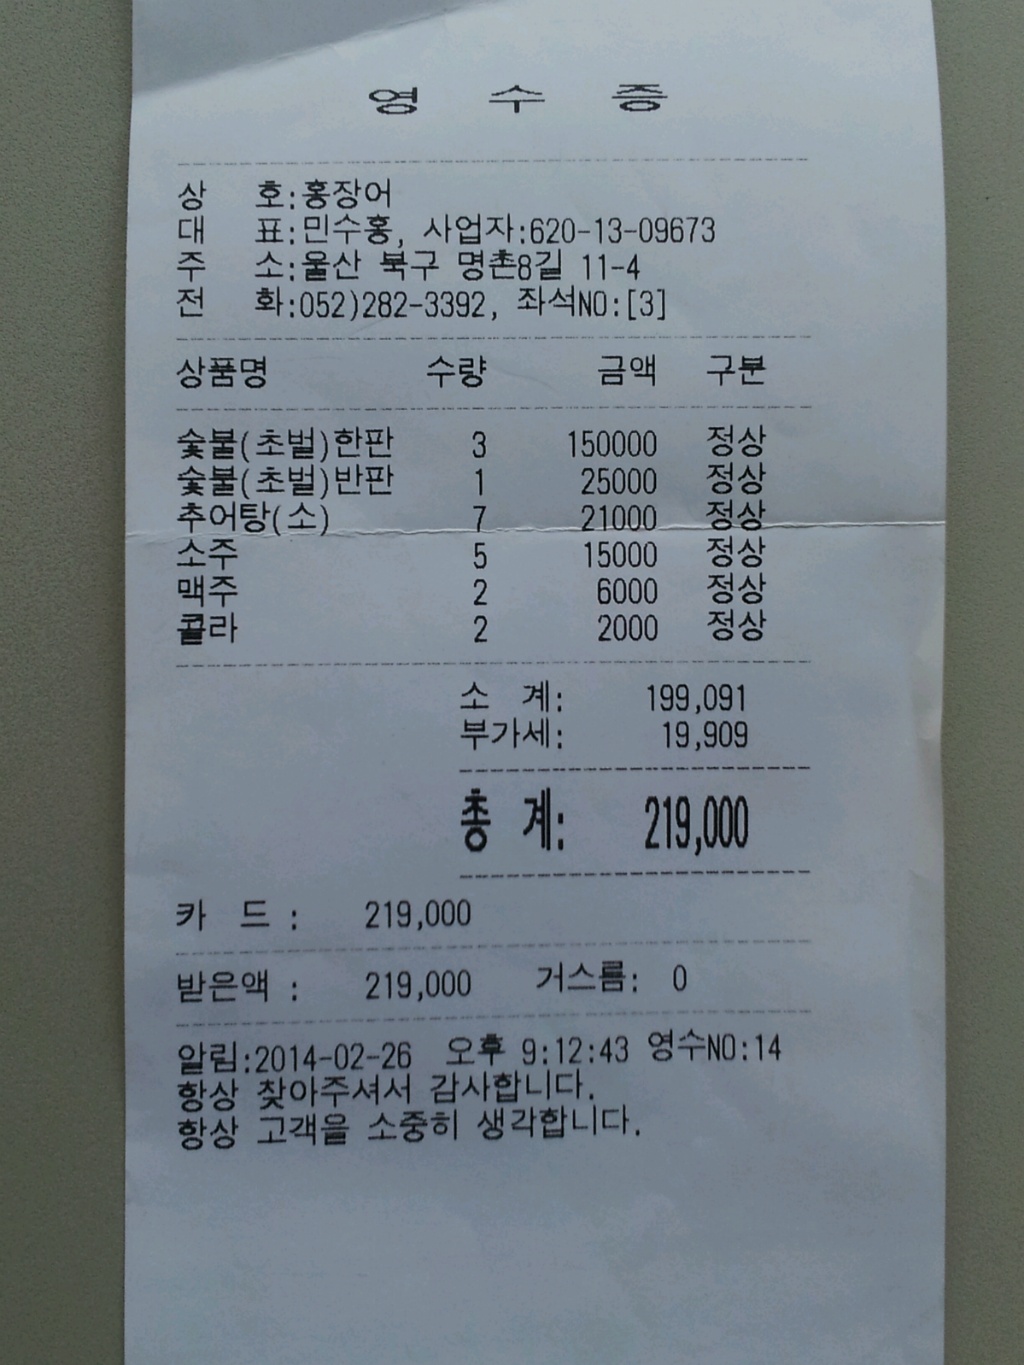 영 수 증
상 호:홍장어
대 표:민수홍, 사업자:620-13-09673
주 소:울산 북구 명촌8길 11-4
전 화:052)282-3392, 좌석NO:[3]
상품명 수량 금액 구분
숯불(초벌)한판 3 150000 정상
숯불(초벌)반판 1 25000 정상
추어탕(소) 7 21000 정상
소주 5 15000 정상
맥주 2 6000 정상
콜라 2 2000 정상
소 계: 199,091
부가세: 19,909
총 계: 219,000
카 드 : 219,000
받은액 : 219,000 거스름: 0
알림:2014-02-26 오후 9:12:43 영수NO:14
항상 찾아주셔서 감사합니다.
항상 고객을 소중히 생각합니다.